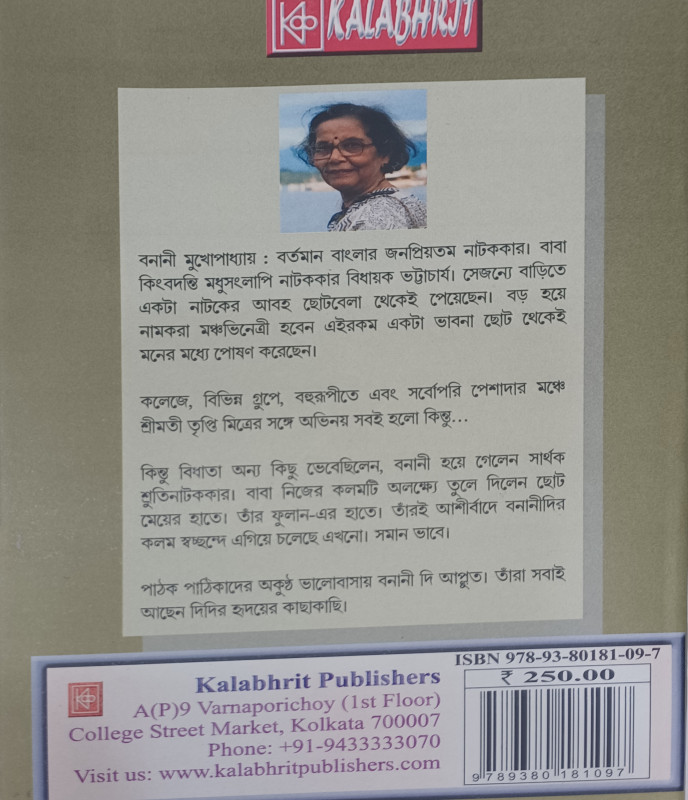 KALABHRIT
বনানী মুখোপাধ্যায় : বর্তমান বাংলার জনপ্রিয়তম নাটককার। বাবা
কিংবদন্তি মধুসংলাপি নাটককার বিধায়ক ভট্টাচার্য। সেজন্যে বাড়িতে
একটা নাটকের আবহ ছোটবেলা থেকেই পেয়েছেন। বড় হয়ে
নামকরা মঞ্চাভিনেত্রী হবেন এইরকম একটা ভাবনা ছোট থেকেই
মনের মধ্যে পোষণ করেছেন।
কলেজে, বিভিন্ন গ্রুপে, বহুরূপীতে এবং সর্বোপরি পেশাদার মঞ্চে
শ্রীমতী তৃপ্তি মিত্রের সঙ্গে অভিনয় সবই হলো কিন্তু...
কিন্তু বিধাতা অন্য কিছু ভেবেছিলেন, বনানী হয়ে গেলেন সার্থক
শ্রুতিনাটককার। বাবা নিজের কলমটি অলক্ষ্যে তুলে দিলেন ছোট
মেয়ের হাতে। তাঁর ফুলান-এর হাতে। তাঁরই আশীর্বাদে বনানীদির
কলম স্বচ্ছন্দে এগিয়ে চলেছে এখনো। সমান ভাবে।
পাঠক পাঠিকাদের অকুণ্ঠ ভালোবাসায় বনানী দি আপ্লুত। তাঁরা সবাই
আছেন দিদির হৃদয়ের কাছাকাছি।
Kalabhrit Publishers
A(P)9 Varnaporichoy (1st Floor)
College Street Market, Kolkata 700007
Phone: +91-9433333070
Visit us: www.kalabhritpublishers.com
ISBN 978-93-80181-09-7
₹ 250.00
9 789380 181097